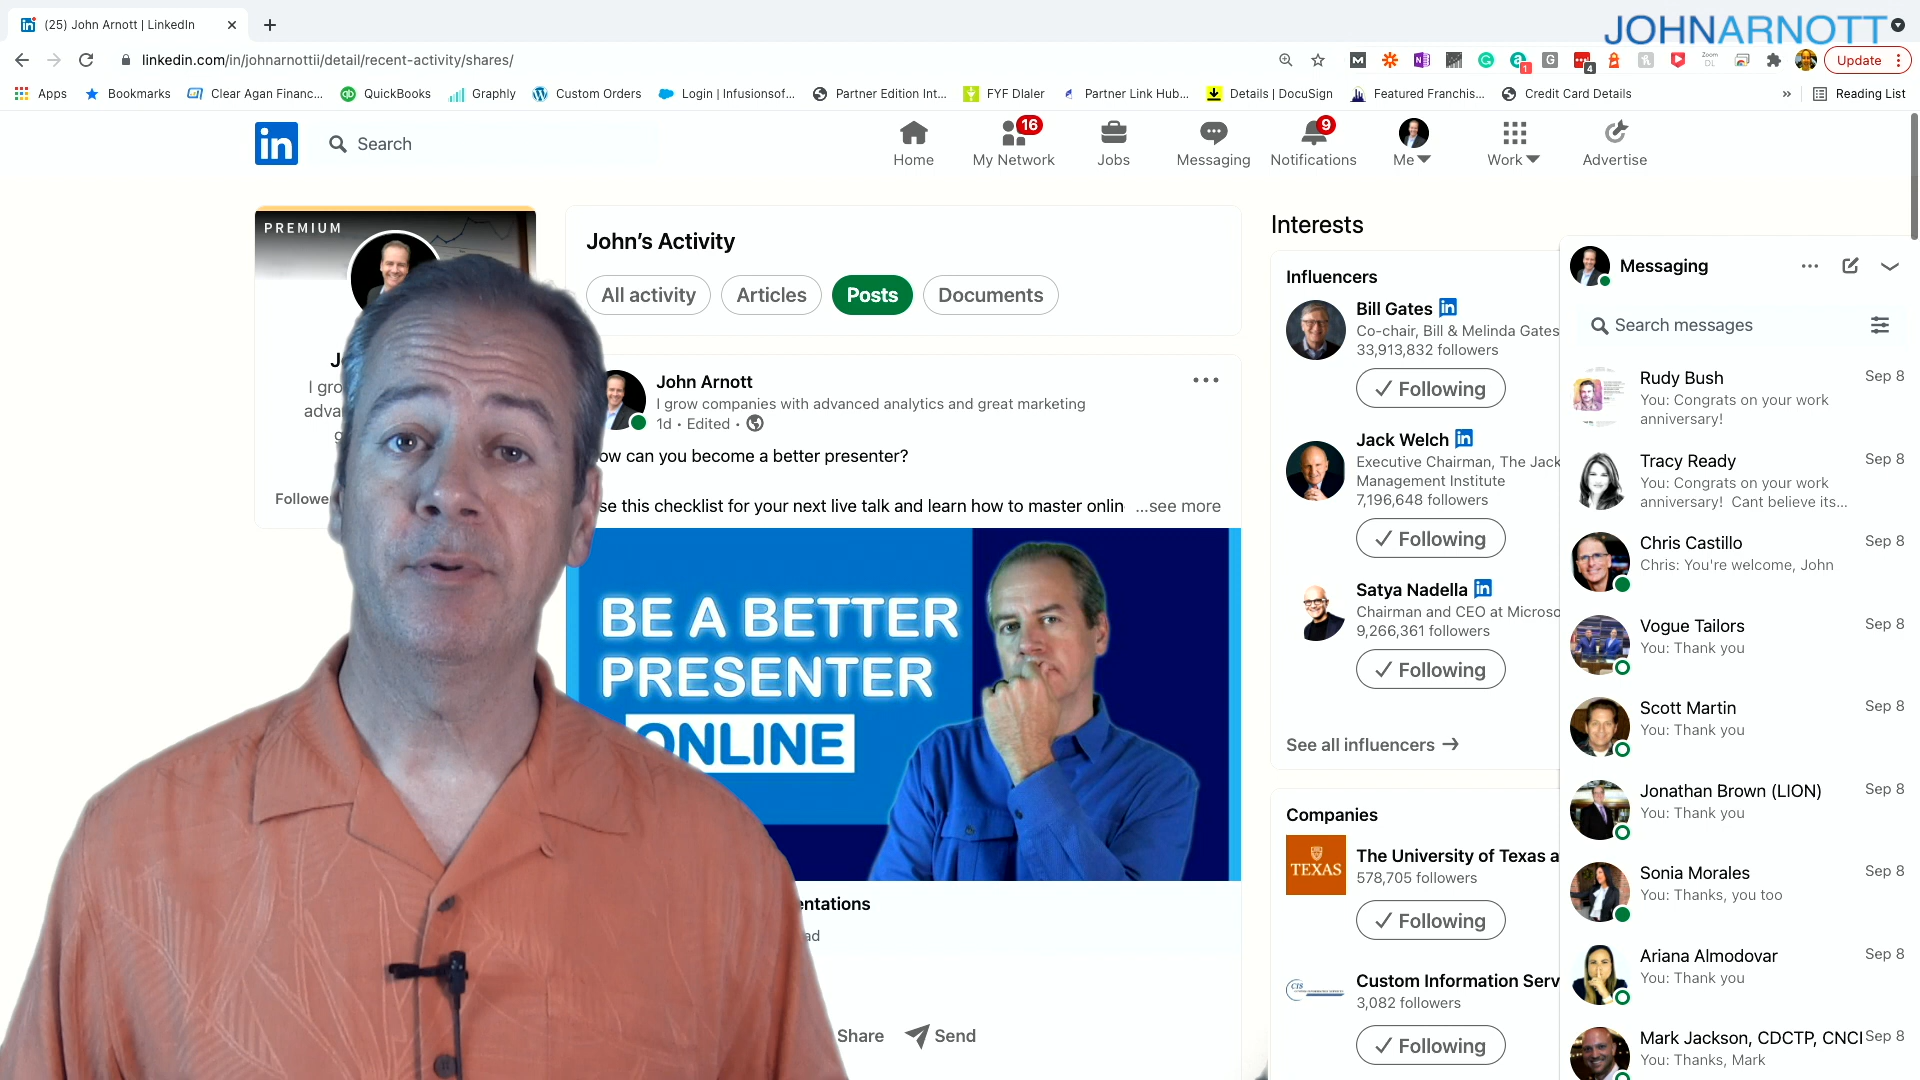 (25) John Arnott | LinkedIn
JOHNARNOTT
linkedin.com/in/johnarnottii/detail/recent-activity/shares/
Update
Apps
Bookmarks
Clear Agan Financ...
QuickBooks
Graphly
Custom Orders
Login | Infusionsof...
Partner Edition Int...
FYF DIaler
Partner Link Hub...
Details | DocuSign
Featured Franchis...
Credit Card Details
»
Reading List
in
Search
Home
16
My Network
Jobs
Messaging
9
Notifications
Me
Work
Advertise
PREMIUM
I gro
adva
Followe
John's Activity
All activity
Articles
Posts
Documents
John Arnott
I grow companies with advanced analytics and great marketing
1d • Edited •
ow can you become a better presenter?
se this checklist for your next live talk and learn how to master onlin ...see more
BE A BETTER
PRESENTER
ONLINE
entations
ad
Share
Send
Interests
Influencers
Bill Gates in
Co-chair, Bill & Melinda Gates
33,913,832 followers
✓ Following
Jack Welch in
Executive Chairman, The Jack
Management Institute
7,196,648 followers
✓ Following
Satya Nadella in
Chairman and CEO at Microso
9,266,361 followers
✓ Following
See all influencers →
Companies
TEXAS
The University of Texas a
578,705 followers
✓ Following
CIS
Custom Information Serv
3,082 followers
✓ Following
Messaging
Search messages
Rudy Bush Sep 8
You: Congrats on your work
anniversary!
Tracy Ready Sep 8
You: Congrats on your work
anniversary! Cant believe its...
Chris Castillo Sep 8
Chris: You're welcome, John
Vogue Tailors Sep 8
You: Thank you
Scott Martin Sep 8
You: Thank you
Jonathan Brown (LION) Sep 8
You: Thank you
Sonia Morales Sep 8
You: Thanks, you too
Ariana Almodovar Sep 8
You: Thank you
Mark Jackson, CDCTP, CNCI Sep 8
You: Thanks, Mark